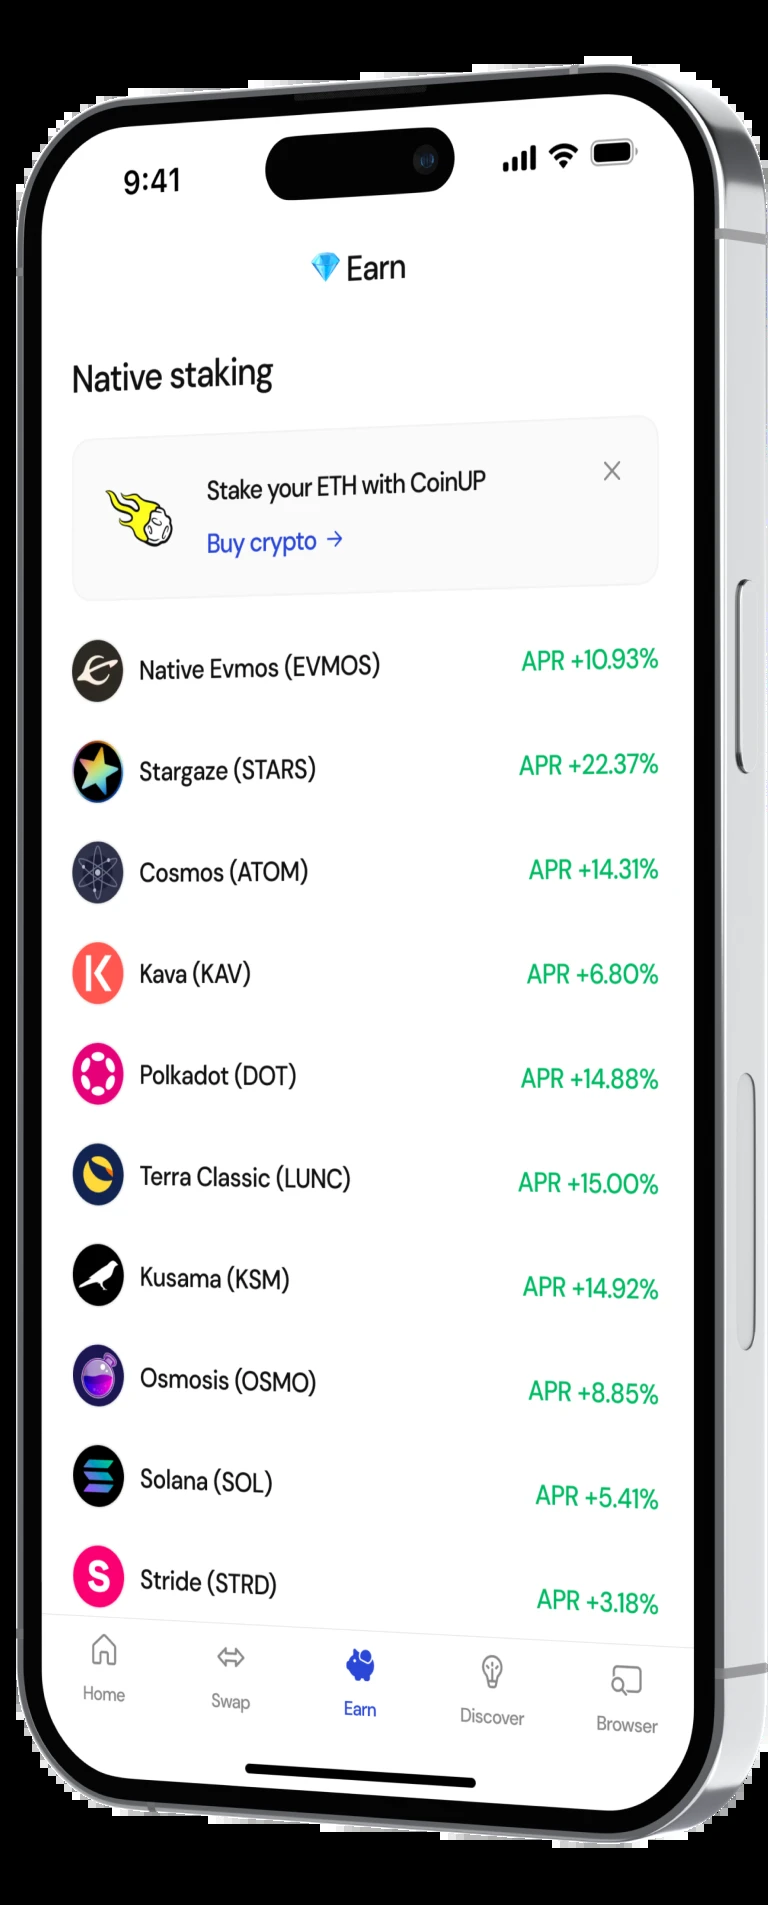 9:41
💎 Earn
Native staking
Stake your ETH with CoinUP
Buy crypto →
Native Evmos (EVMOS) APR +10.93%
Stargaze (STARS) APR +22.37%
Cosmos (ATOM) APR +14.31%
Kava (KAV) APR +6.80%
Polkadot (DOT) APR +14.88%
Terra Classic (LUNC) APR +15.00%
Kusama (KSM) APR +14.92%
Osmosis (OSMO) APR +8.85%
Solana (SOL) APR +5.41%
S Stride (STRD) APR +3.18%
Home Swap Earn Discover Browser